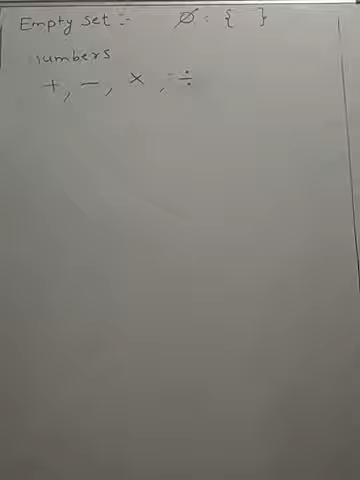 Empty set :- Ø : { }
numbers
+, -, ×, ÷